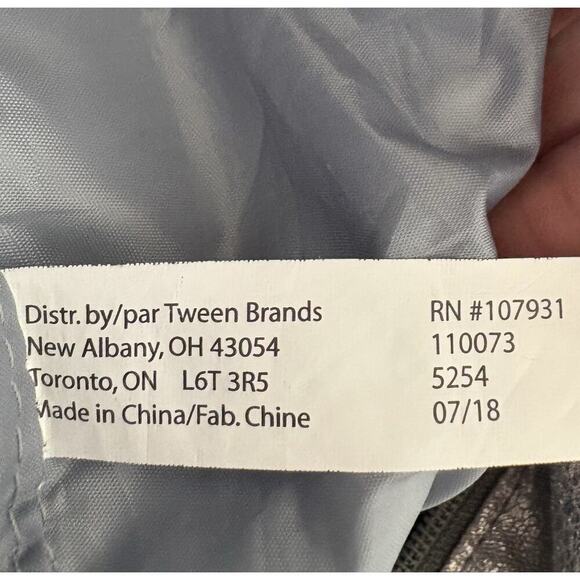 Distr. by/par Tween Brands
New Albany, OH 43054
Toronto, ON L6T 3R5
Made in China/Fab. Chine
RN #107931
110073
5254
07/18